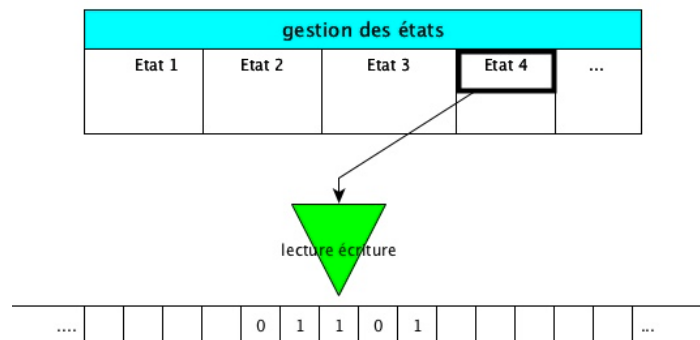 gestion des états
Etat 1 Etat 2 Etat 3 Etat 4 ...
lecture écriture
.... 0 1 1 0 1 ...